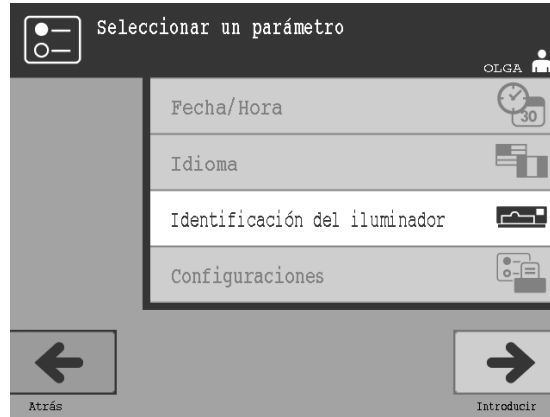 Seleccionar un parámetro
OLGA
Fecha/Hora
30
Idioma
Identificación del iluminador
Configuraciones
Atrás
Introducir